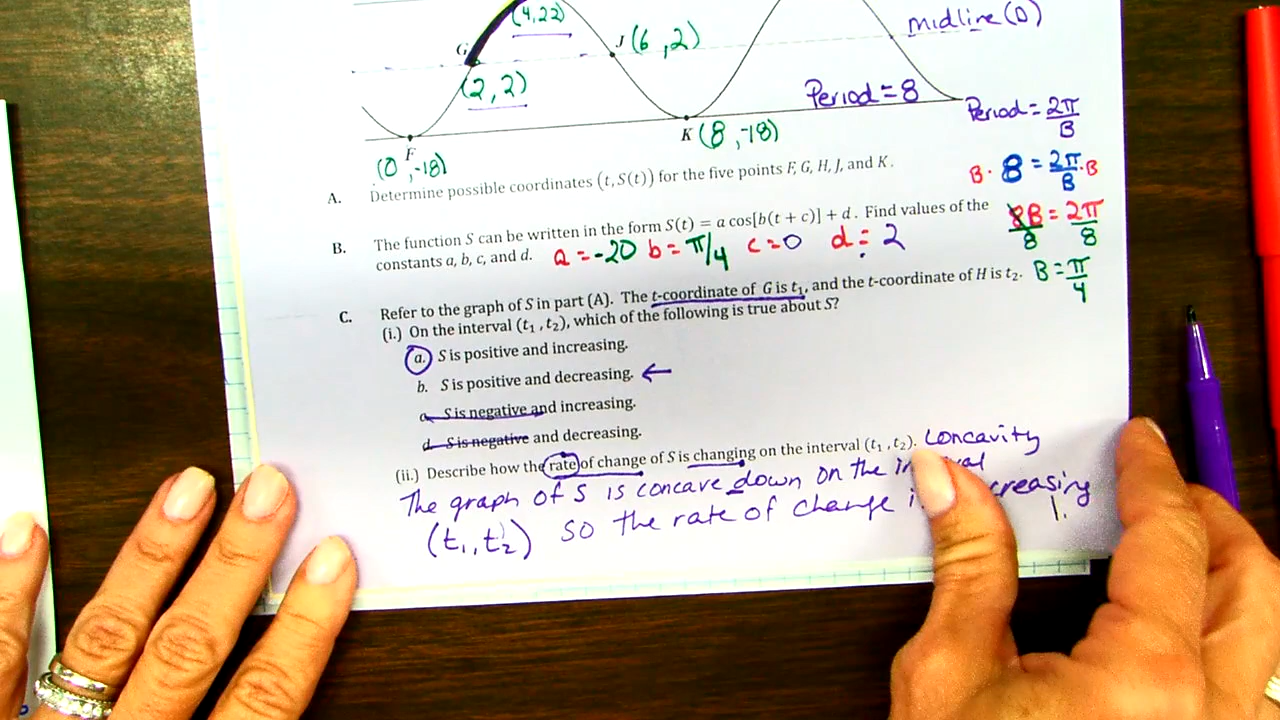 (4,22)
midline (D)
G
J (6 ,2)
(2, 2)
Period = 8
Period = 2π/B
K (8 ,-18)
F
(0 ,-18)
B · 8 = 2π/B ·B
A. Determine possible coordinates (t, S(t)) for the five points F, G, H, J, and K.
8B/8 = 2π/8
B. The function S can be written in the form S(t) = a cos[b(t + c)] + d. Find values of the
constants a, b, c, and d. a = -20 b = π/4 c = 0 d = 2
B = π/4
C. Refer to the graph of S in part (A). The t-coordinate of G is t₁, and the t-coordinate of H is t₂.
(i.) On the interval (t₁ , t₂), which of the following is true about S?
a. S is positive and increasing.
b. S is positive and decreasing. ←
S is negative and increasing.
d. S is negative and decreasing.
(ii.) Describe how the rate of change of S is changing on the interval (t₁ , t₂). Concavity
The graph of S is concave down on the
(t₁, t₂) so the rate of change